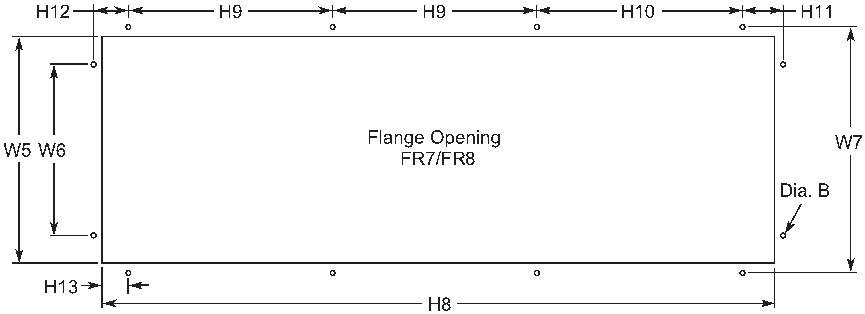 H12 H9 H9 H10 H11
Flange Opening
FR7/FR8
W5 W6 W7
Dia. B
H13
H8